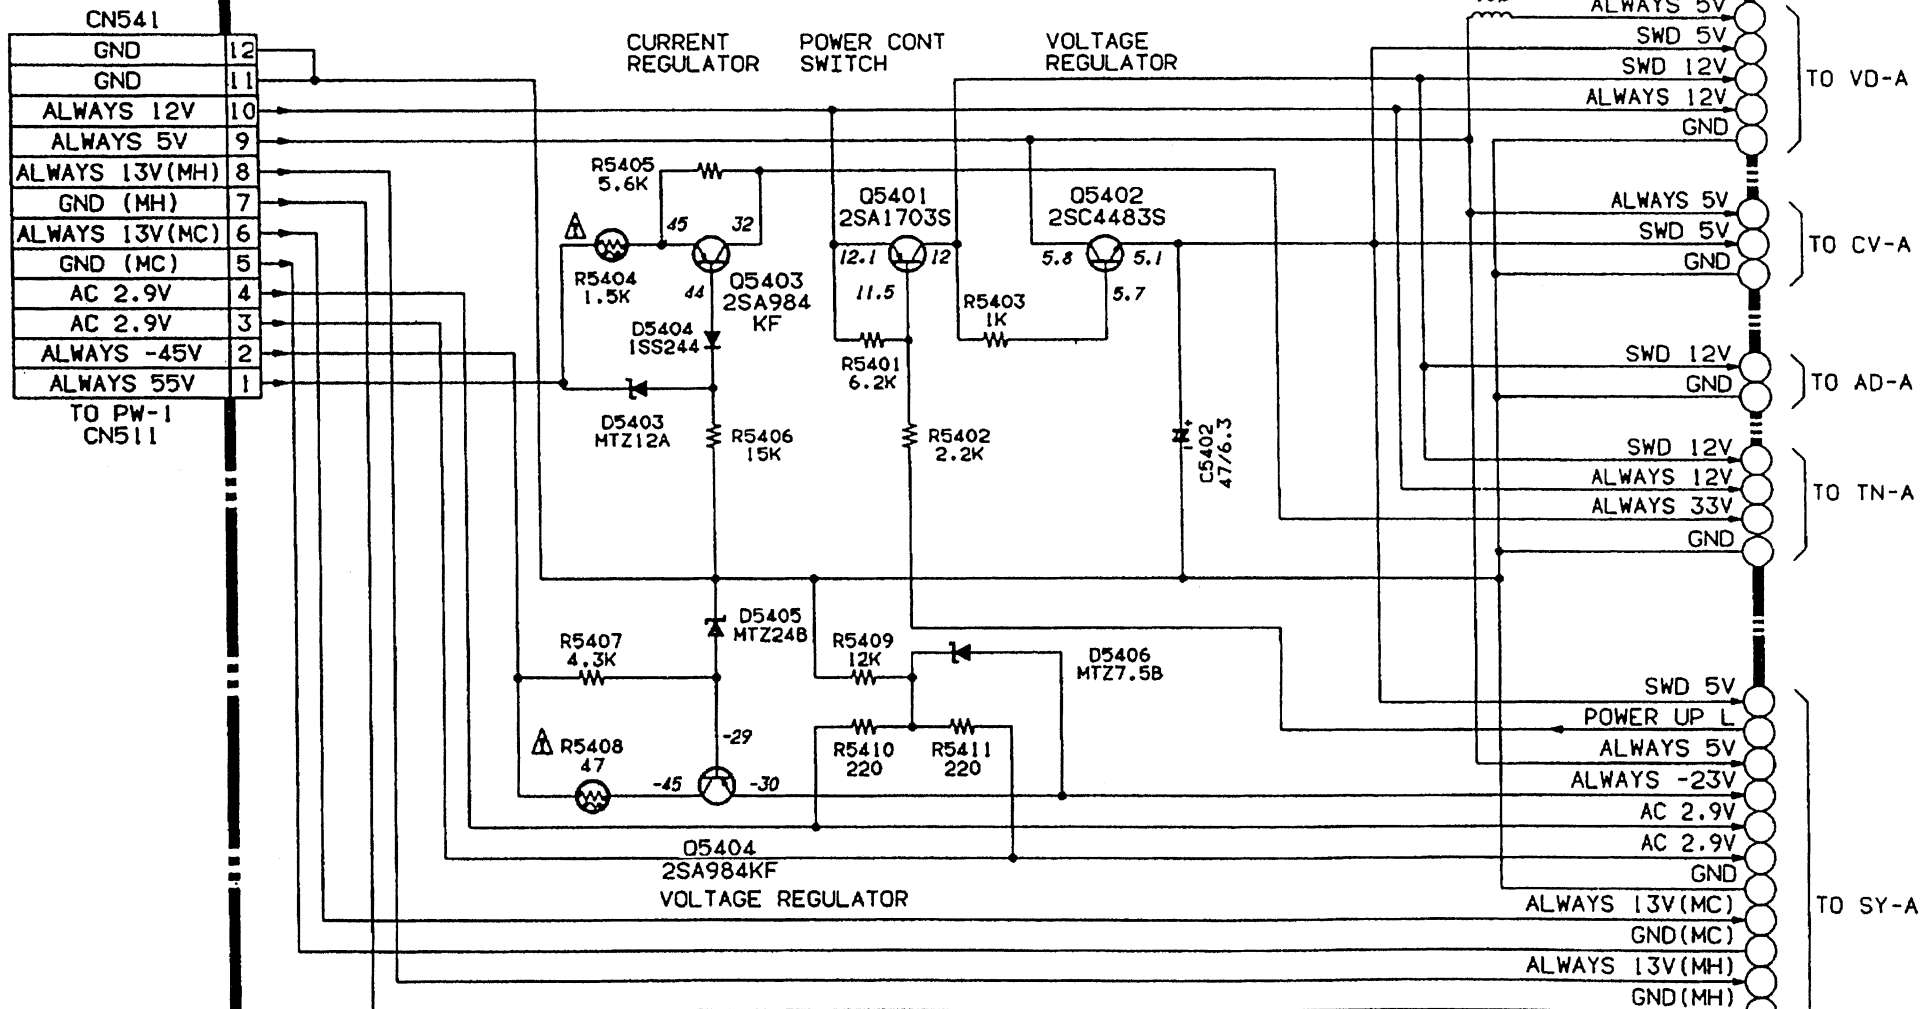 CN541
GND 12
GND 11
ALWAYS 12V 10
ALWAYS 5V 9
ALWAYS 13V(MH) 8
GND (MH) 7
ALWAYS 13V(MC) 6
GND (MC) 5
AC 2.9V 4
AC 2.9V 3
ALWAYS -45V 2
ALWAYS 55V 1
TO PW-1
CN511
CURRENT
REGULATOR
POWER CONT
SWITCH
VOLTAGE
REGULATOR
R5405
5.6K
45
32
R5404
1.5K
Q5403
2SA984
KF
44
D5404
1SS244
D5403
MTZ12A
R5406
15K
Q5401
2SA1703S
12.1
12
11.5
R5401
6.2K
R5402
2.2K
R5403
1K
Q5402
2SC4483S
5.8
5.1
5.7
C5402
47/6.3
+
D5405
MTZ24B
R5407
4.3K
R5408
47
-29
-45
-30
Q5404
2SA984KF
VOLTAGE REGULATOR
R5409
12K
R5410
220
R5411
220
D5406
MTZ7.5B
ALWAYS 5V
SWD 5V
SWD 12V
ALWAYS 12V
GND
TO VD-A
ALWAYS 5V
SWD 5V
GND
TO CV-A
SWD 12V
GND
TO AD-A
SWD 12V
ALWAYS 12V
ALWAYS 33V
GND
TO TN-A
SWD 5V
POWER UP L
ALWAYS 5V
ALWAYS -23V
AC 2.9V
AC 2.9V
GND
ALWAYS 13V(MC)
GND(MC)
ALWAYS 13V(MH)
GND(MH)
TO SY-A